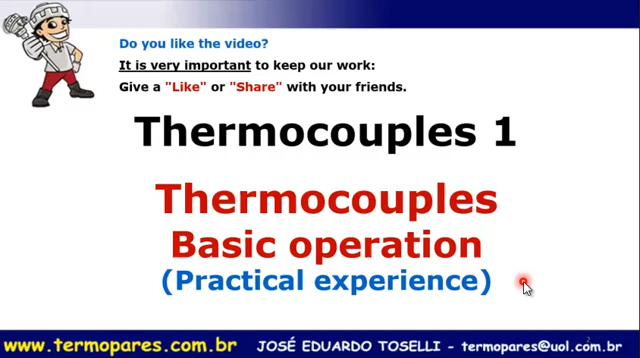 Do you like the video?
It is very important to keep our work:
Give a "Like" or "Share" with your friends.
Thermocouples 1
Thermocouples
Basic operation
(Practical experience)
www.termopares.com.br JOSÉ EDUARDO TOSELLI - termopares@uol.com.br